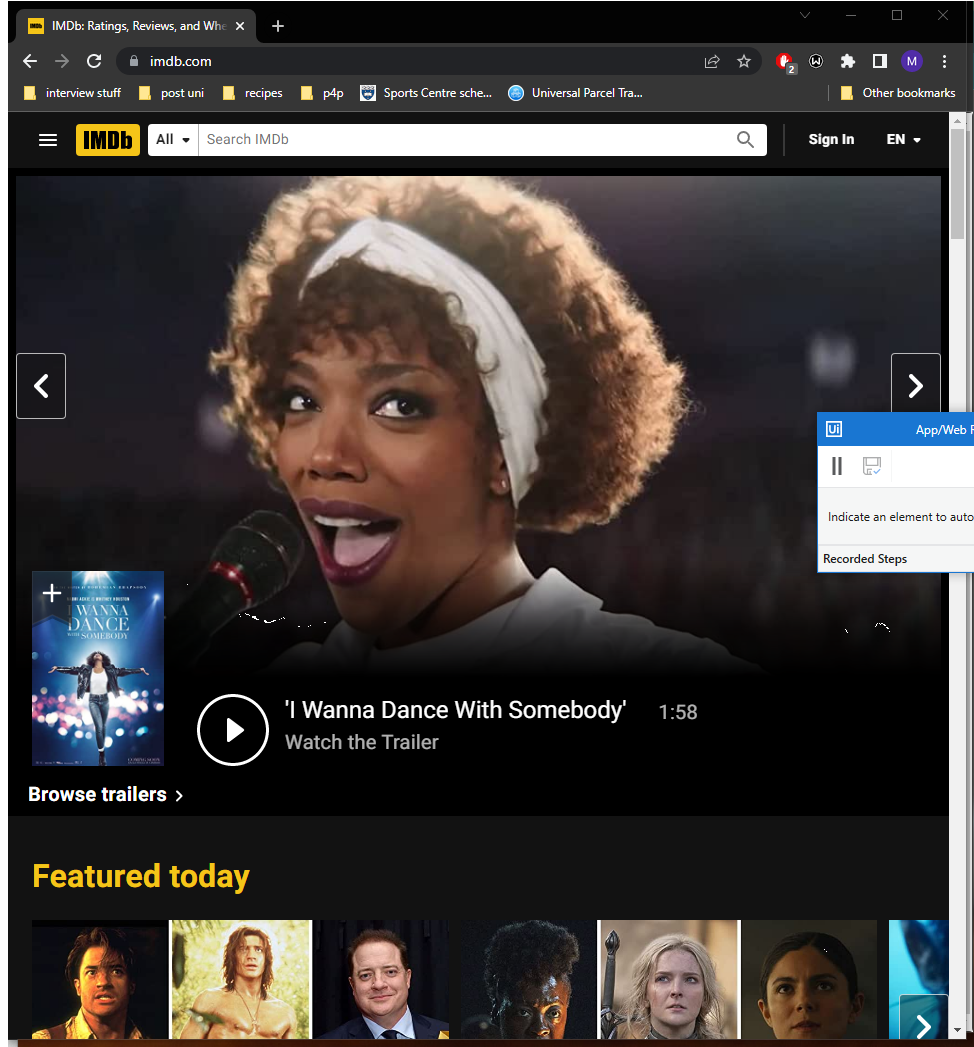 IMDb: Ratings, Reviews, and Whe
imdb.com
2
M
interview stuff
post uni
recipes
p4p
Sports Centre sche...
Universal Parcel Tra...
Other bookmarks
IMDb
All
Search IMDb
Sign In
EN
Ui
App/Web R
Indicate an element to auto
Recorded Steps
I WANNA
DANCE
WITH SOMEBODY
'I Wanna Dance With Somebody'
1:58
Watch the Trailer
Browse trailers
Featured today